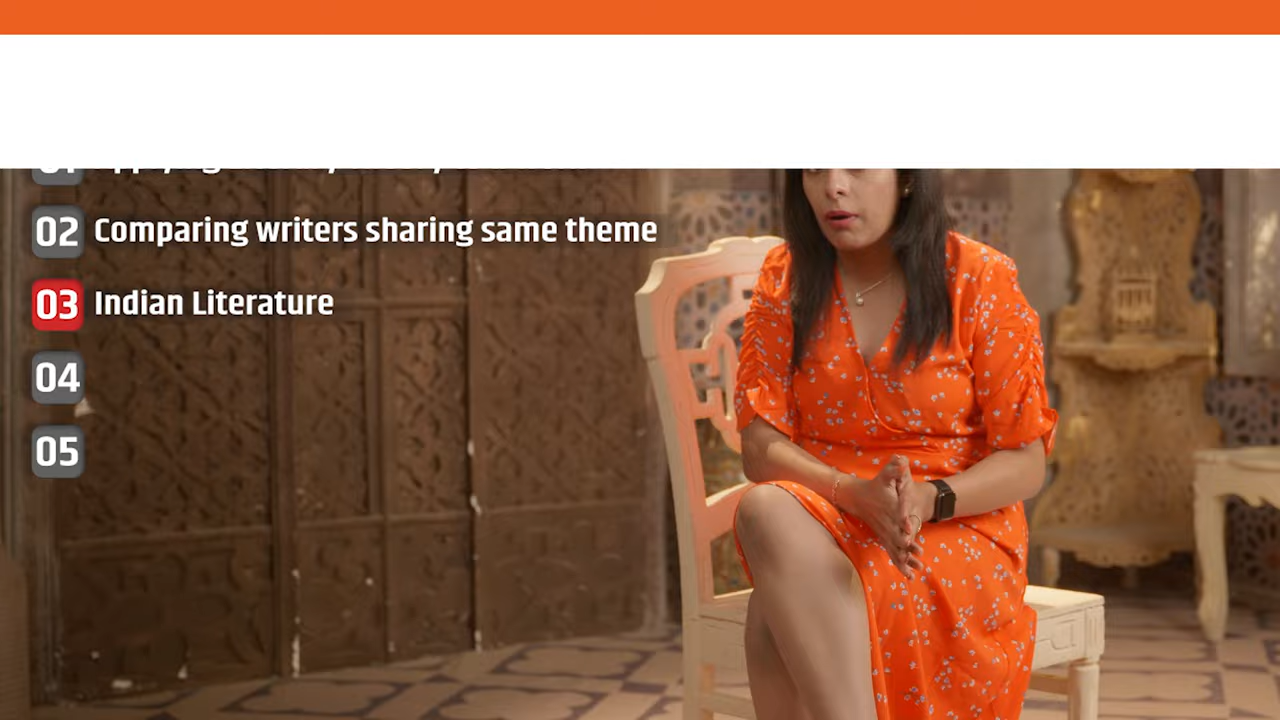 02 Comparing writers sharing same theme
03 Indian Literature
04
05